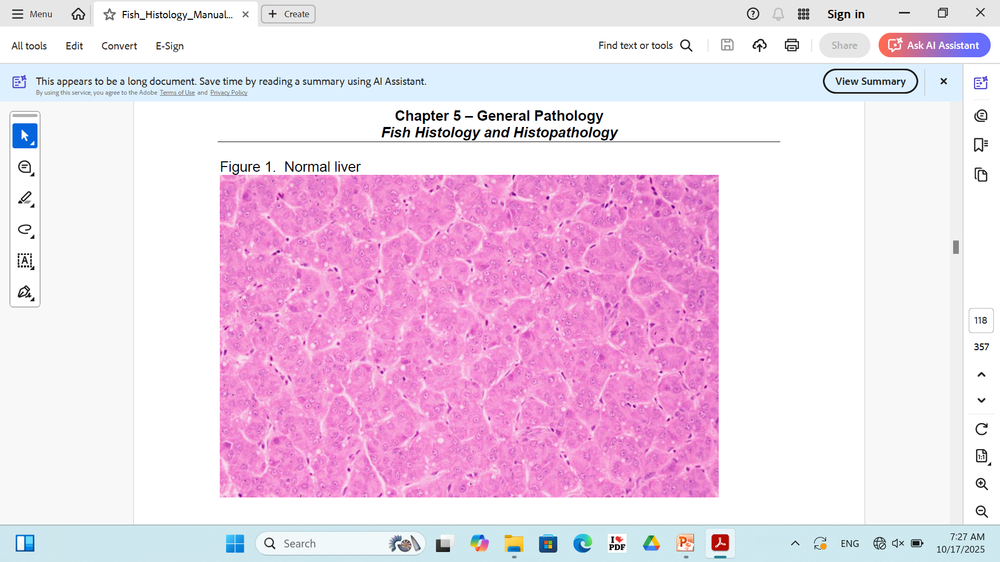 Menu
Fish_Histology_Manual...
Create
Sign in
All tools
Edit
Convert
E-Sign
Find text or tools
Share
Ask AI Assistant
This appears to be a long document. Save time by reading a summary using AI Assistant.
By using this service, you agree to the Adobe Terms of Use and Privacy Policy
View Summary
Chapter 5 – General Pathology
Fish Histology and Histopathology
Figure 1. Normal liver
A
118
357
1:1
Search
I ♥ PDF
P
ENG
7:27 AM
10/17/2025